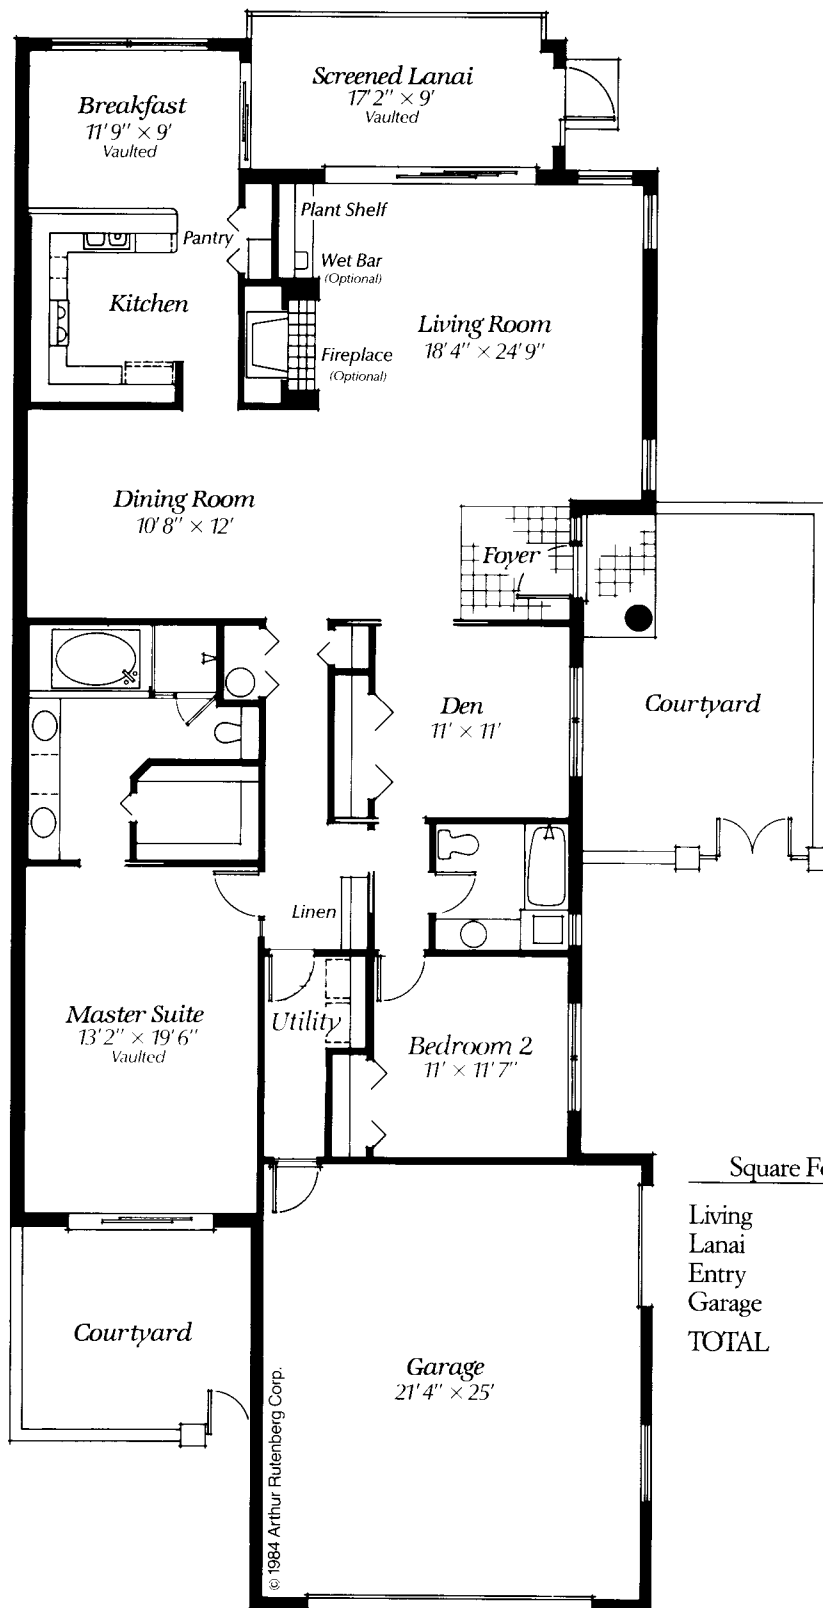 Screened Lanai
17'2" × 9'
Vaulted
Breakfast
11'9" × 9'
Vaulted
Plant Shelf
Pantry
Wet Bar
(Optional)
Kitchen
Living Room
18'4" × 24'9"
Fireplace
(Optional)
Dining Room
10'8" × 12'
Foyer
Den
11' × 11'
Courtyard
Linen
Master Suite
13'2" × 19'6"
Vaulted
Utility
Bedroom 2
11' × 11'7"
Square
Living
Lanai
Entry
Garage
TOTAL
Courtyard
Garage
21'4" × 25'
© 1984 Arthur Rutenberg Corp.